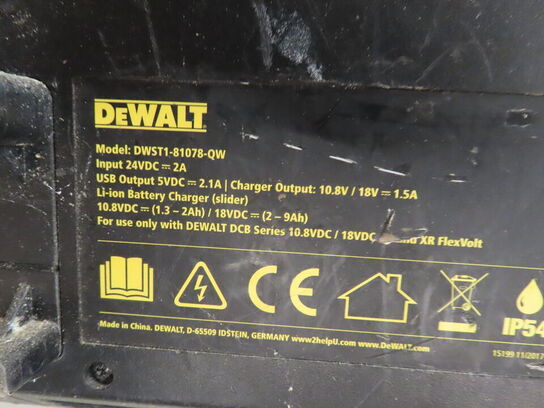 DEWALT
Model: DWST1-81078-QW
Input 24VDC ⎓ 2A
USB Output 5VDC ⎓ 2.1A | Charger Output: 10.8V / 18V ⎓ 1.5A
Li-ion Battery Charger (slider)
10.8VDC ⎓ (1.3 – 2Ah) / 18VDC ⎓ (2 – 9Ah)
For use only with DEWALT DCB Series 10.8VDC / 18VDC XR FlexVolt
CE
IP54
Made in China. DEWALT, D-65509 IDSTEIN, GERMANY www.2helpU.com www.DeWALT.com
15199 11/2017